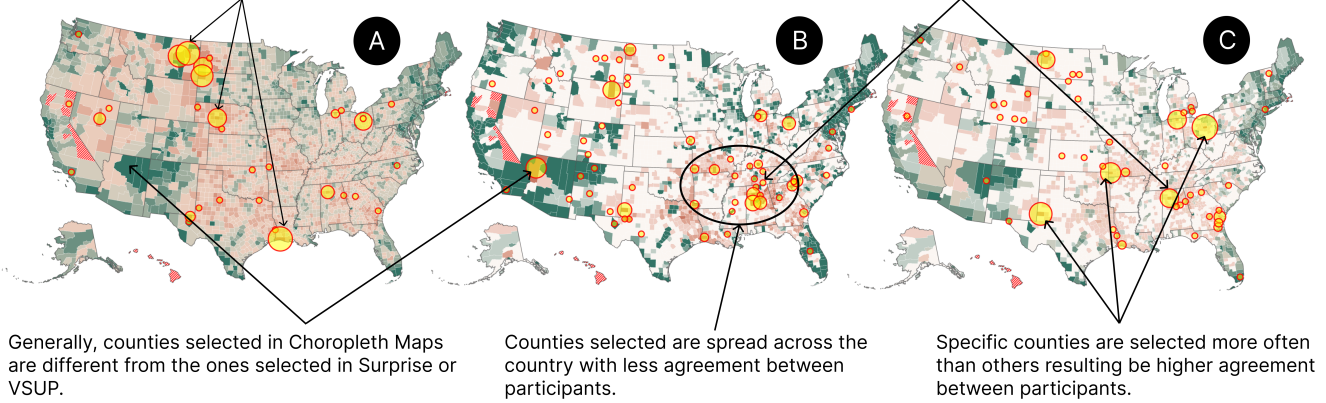 A
B
C
Generally, counties selected in Choropleth Maps
are different from the ones selected in Surprise or
VSUP.
Counties selected are spread across the
country with less agreement between
participants.
Specific counties are selected more often
than others resulting be higher agreement
between participants.